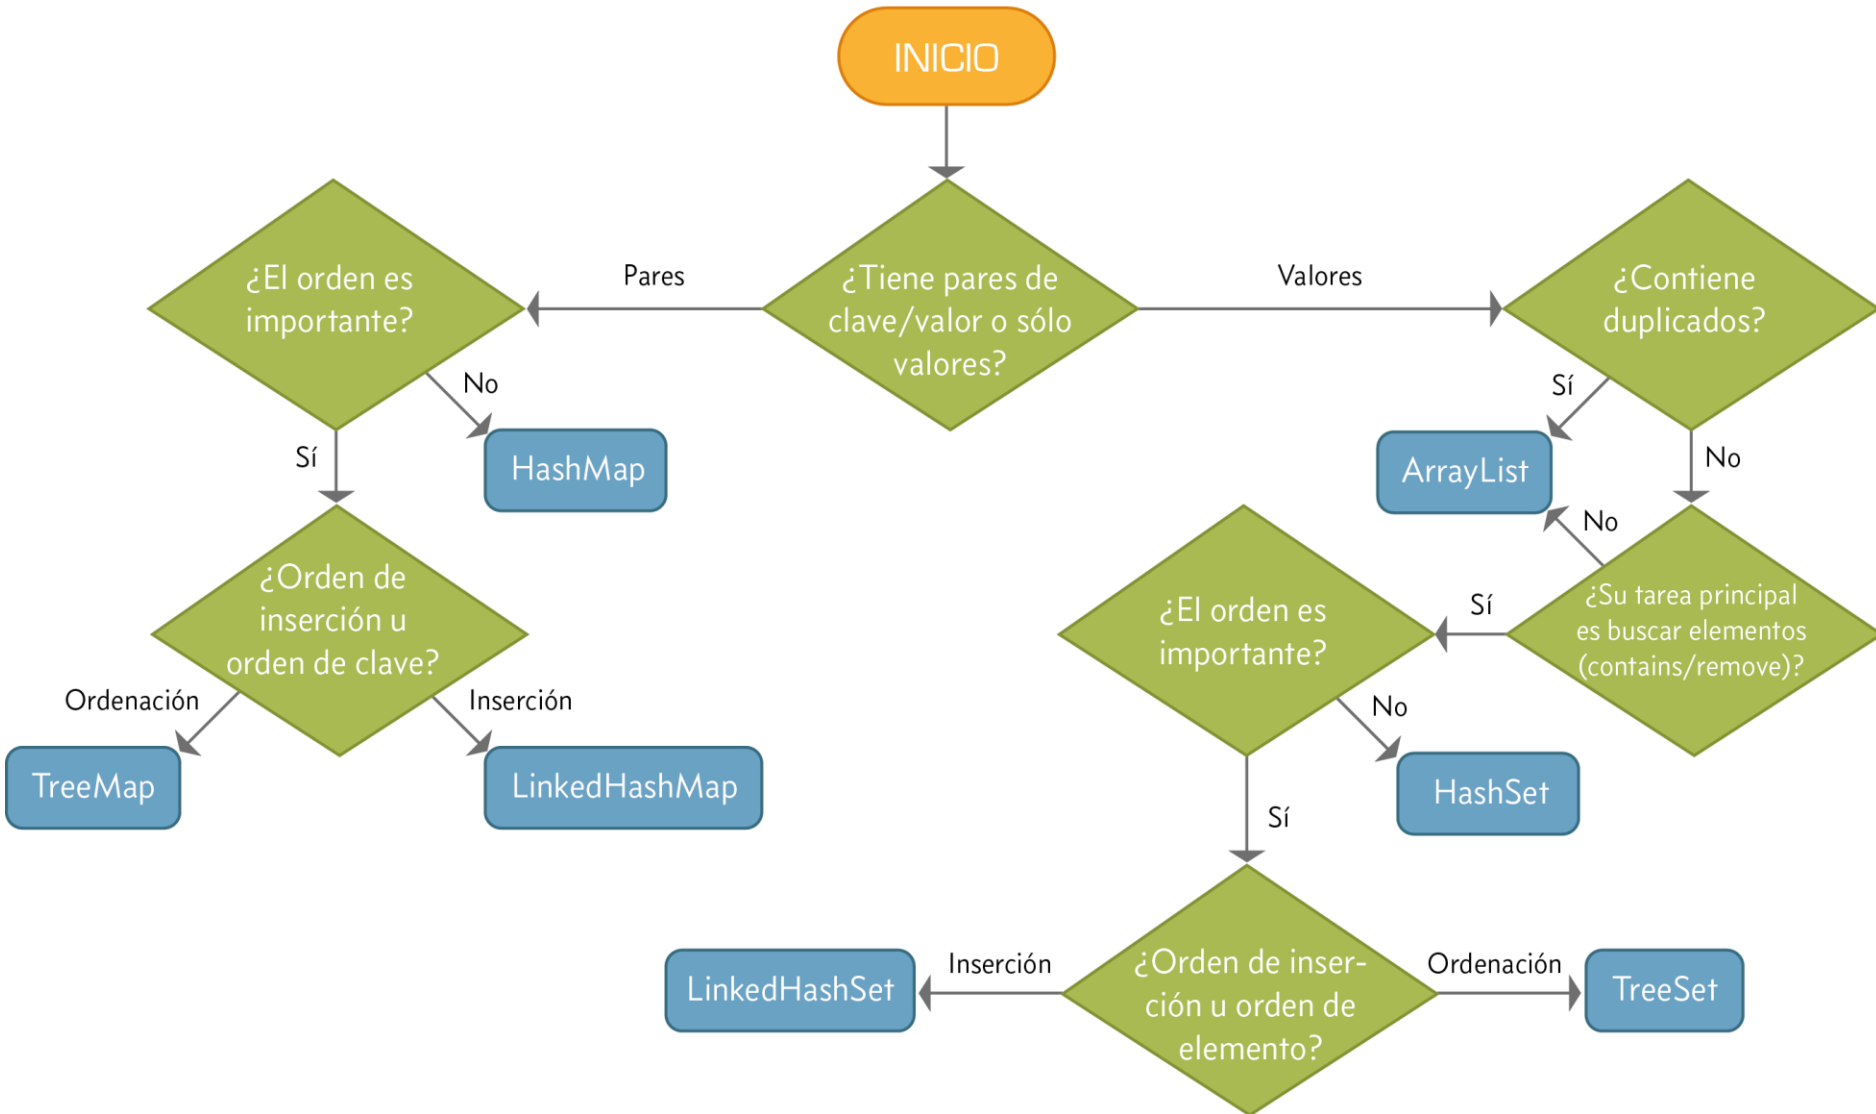 INICIO
¿El orden es
importante?
Pares
¿Tiene pares de
clave/valor o sólo
valores?
Valores
¿Contiene
duplicados?
No
HashMap
Sí
Sí
ArrayList
No
No
¿Orden de
inserción u
orden de clave?
Ordenación
Inserción
TreeMap
LinkedHashMap
¿El orden es
importante?
Sí
¿Su tarea principal
es buscar elementos
(contains/remove)?
No
HashSet
Sí
LinkedHashSet
Inserción
¿Orden de inser-
ción u orden de
elemento?
Ordenación
TreeSet